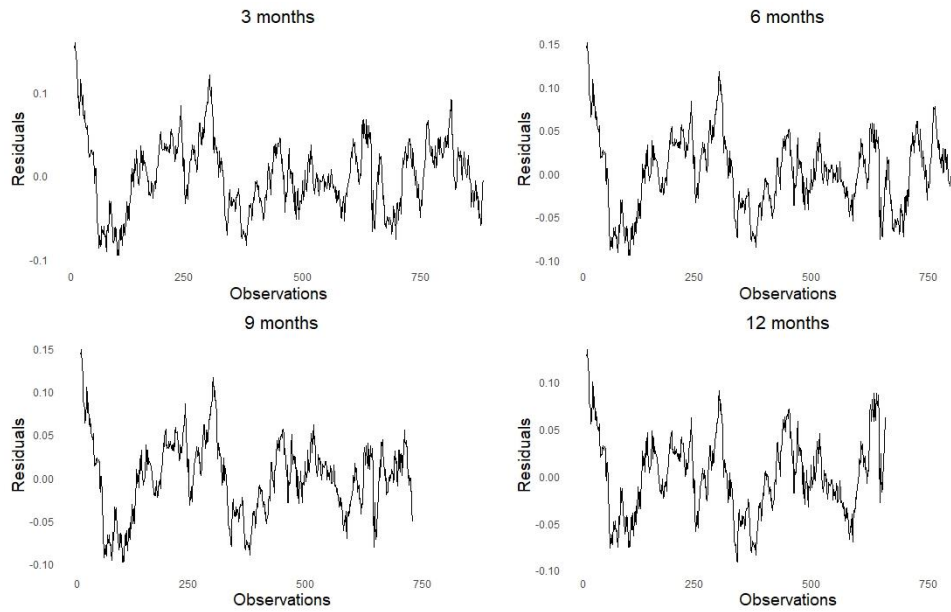 3 months
0.1
0.0
-0.1
Residuals
0 250 500 750
Observations
6 months
0.15
0.10
0.05
0.00
-0.05
-0.10
Residuals
0 250 500 750
Observations
9 months
0.15
0.10
0.05
0.00
-0.05
-0.10
Residuals
0 250 500 750
Observations
12 months
0.10
0.05
0.00
-0.05
-0.10
Residuals
0 250 500 750
Observations